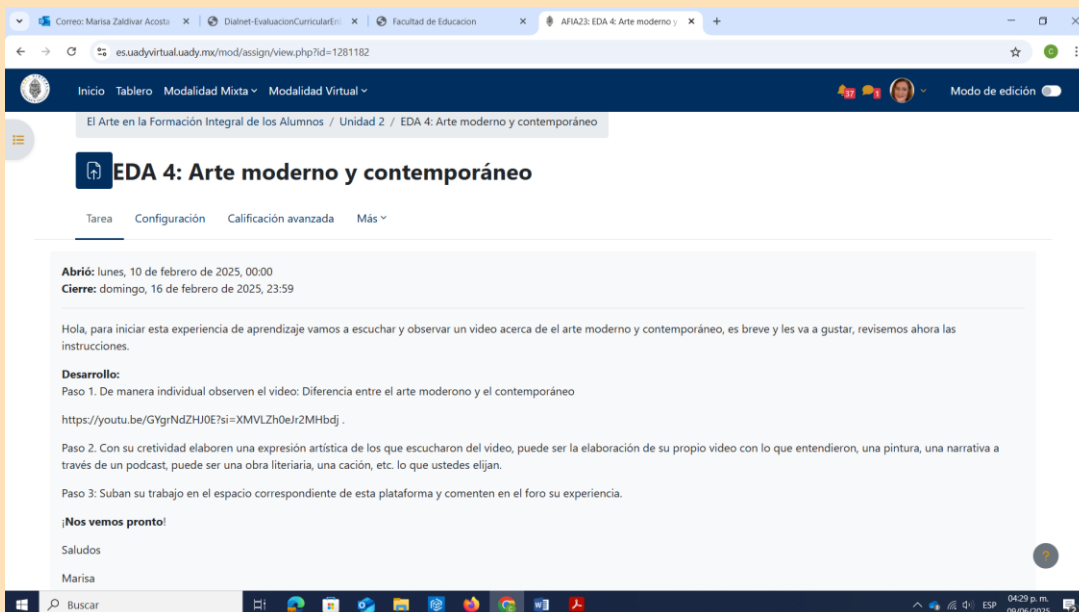 Correo: Marisa Zaldivar Acosta
Dialnet-EvaluacionCurricularEnE
Facultad de Educacion
AFIA23: EDA 4: Arte moderno y
es.uadyvirtual.uady.mx/mod/assign/view.php?id=1281182
Inicio Tablero Modalidad Mixta Modalidad Virtual
37 1
Modo de edición
El Arte en la Formación Integral de los Alumnos / Unidad 2 / EDA 4: Arte moderno y contemporáneo
EDA 4: Arte moderno y contemporáneo
Tarea Configuración Calificación avanzada Más
Abrió: lunes, 10 de febrero de 2025, 00:00
Cierre: domingo, 16 de febrero de 2025, 23:59
Hola, para iniciar esta experiencia de aprendizaje vamos a escuchar y observar un video acerca de el arte moderno y contemporáneo, es breve y les va a gustar, revisemos ahora las
instrucciones.
Desarrollo:
Paso 1. De manera individual observen el video: Diferencia entre el arte moderono y el contemporáneo
https://youtu.be/GYgrNdZHJ0E?si=XMVLZh0eJr2MHbdj .
Paso 2. Con su cretividad elaboren una expresión artística de los que escucharon del video, puede ser la elaboración de su propio video con lo que entendieron, una pintura, una narrativa a
través de un podcast, puede ser una obra literiaria, una cación, etc. lo que ustedes elijan.
Paso 3: Suban su trabajo en el espacio correspondiente de esta plataforma y comenten en el foro su experiencia.
¡Nos vemos pronto!
Saludos
Marisa
?
Buscar
ESP
04:29 p. m.
09/06/2025